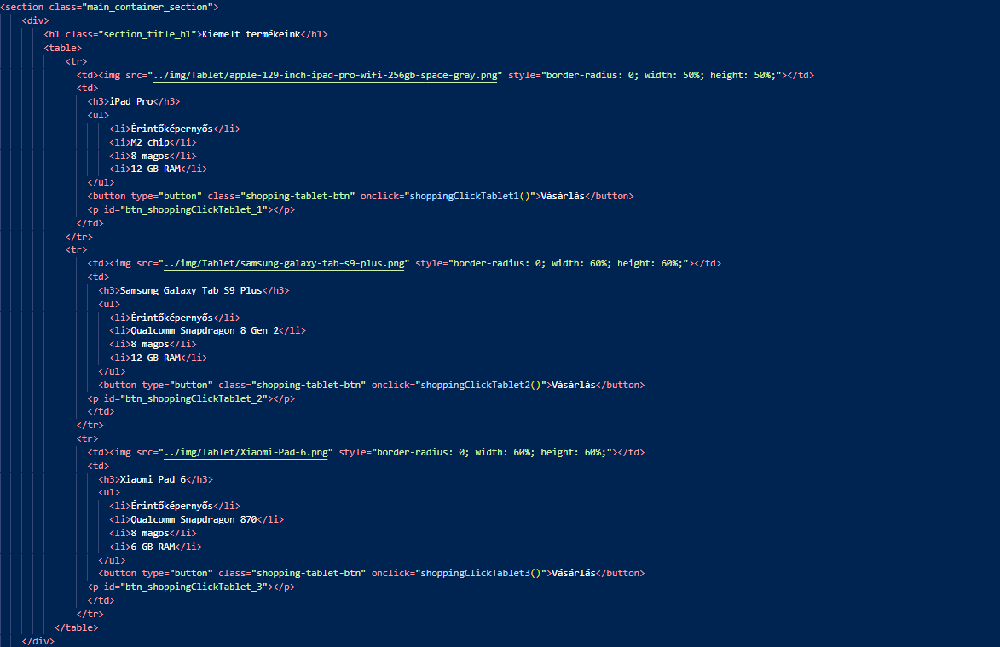 <section class="main_container_section">
<div>
<h1 class="section_title_h1">Kiemelt termékeink</h1>
<table>
<tr>
<td><img src="../img/Tablet/apple-129-inch-ipad-pro-wifi-256gb-space-gray.png" style="border-radius: 0; width: 50%; height: 50%;"></td>
<td>
<h3>iPad Pro</h3>
<ul>
<li>Érintőképernyős</li>
<li>M2 chip</li>
<li>8 magos</li>
<li>12 GB RAM</li>
</ul>
<button type="button" class="shopping-tablet-btn" onclick="shoppingClickTablet1()">Vásárlás</button>
<p id="btn_shoppingClickTablet_1"></p>
</td>
</tr>
<tr>
<td><img src="../img/Tablet/samsung-galaxy-tab-s9-plus.png" style="border-radius: 0; width: 60%; height: 60%;"></td>
<td>
<h3>Samsung Galaxy Tab S9 Plus</h3>
<ul>
<li>Érintőképernyős</li>
<li>Qualcomm Snapdragon 8 Gen 2</li>
<li>8 magos</li>
<li>12 GB RAM</li>
</ul>
<button type="button" class="shopping-tablet-btn" onclick="shoppingClickTablet2()">Vásárlás</button>
<p id="btn_shoppingClickTablet_2"></p>
</td>
</tr>
<tr>
<td><img src="../img/Tablet/Xiaomi-Pad-6.png" style="border-radius: 0; width: 60%; height: 60%;"></td>
<td>
<h3>Xiaomi Pad 6</h3>
<ul>
<li>Érintőképernyős</li>
<li>Qualcomm Snapdragon 870</li>
<li>8 magos</li>
<li>6 GB RAM</li>
</ul>
<button type="button" class="shopping-tablet-btn" onclick="shoppingClickTablet3()">Vásárlás</button>
<p id="btn_shoppingClickTablet_3"></p>
</td>
</tr>
</table>
</div>